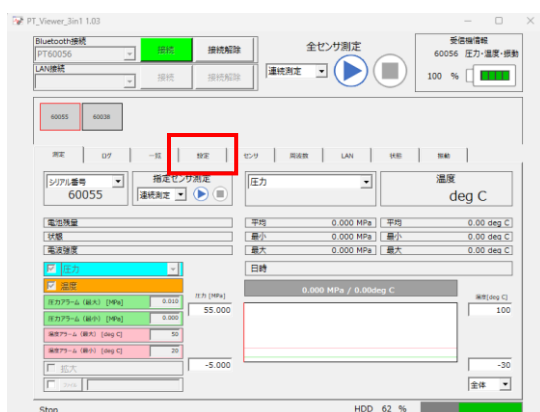 PT_Viewer_3in1 1.03
Bluetooth接続
PT60056 接続 接続解除
LAN接続
接続 接続解除
全センサ測定
連続測定
受信機情報
60056 圧力・温度・振動
100 %
60055 60038
測定 ログ 一括 設定 センサ 周波数 LAN 状態 振動
シリアル番号
60055
指定センサ測定
連続測定
圧力
温度
deg C
電池残量
状態
電波強度
平均 0.000 MPa 平均 0.00 deg C
最小 0.000 MPa 最小 0.00 deg C
最大 0.000 MPa 最大 0.00 deg C
日時
圧力
温度
圧力アラーム (最大) [MPa] 0.010
圧力アラーム (最小) [MPa] 0.000
温度アラーム (最大) [deg C] 50
温度アラーム (最小) [deg C] 20
拡大
0.000 MPa / 0.00deg C
圧力 [MPa]
55.000
-5.000
温度[deg C]
100
-30
全体
Stop HDD 62 %